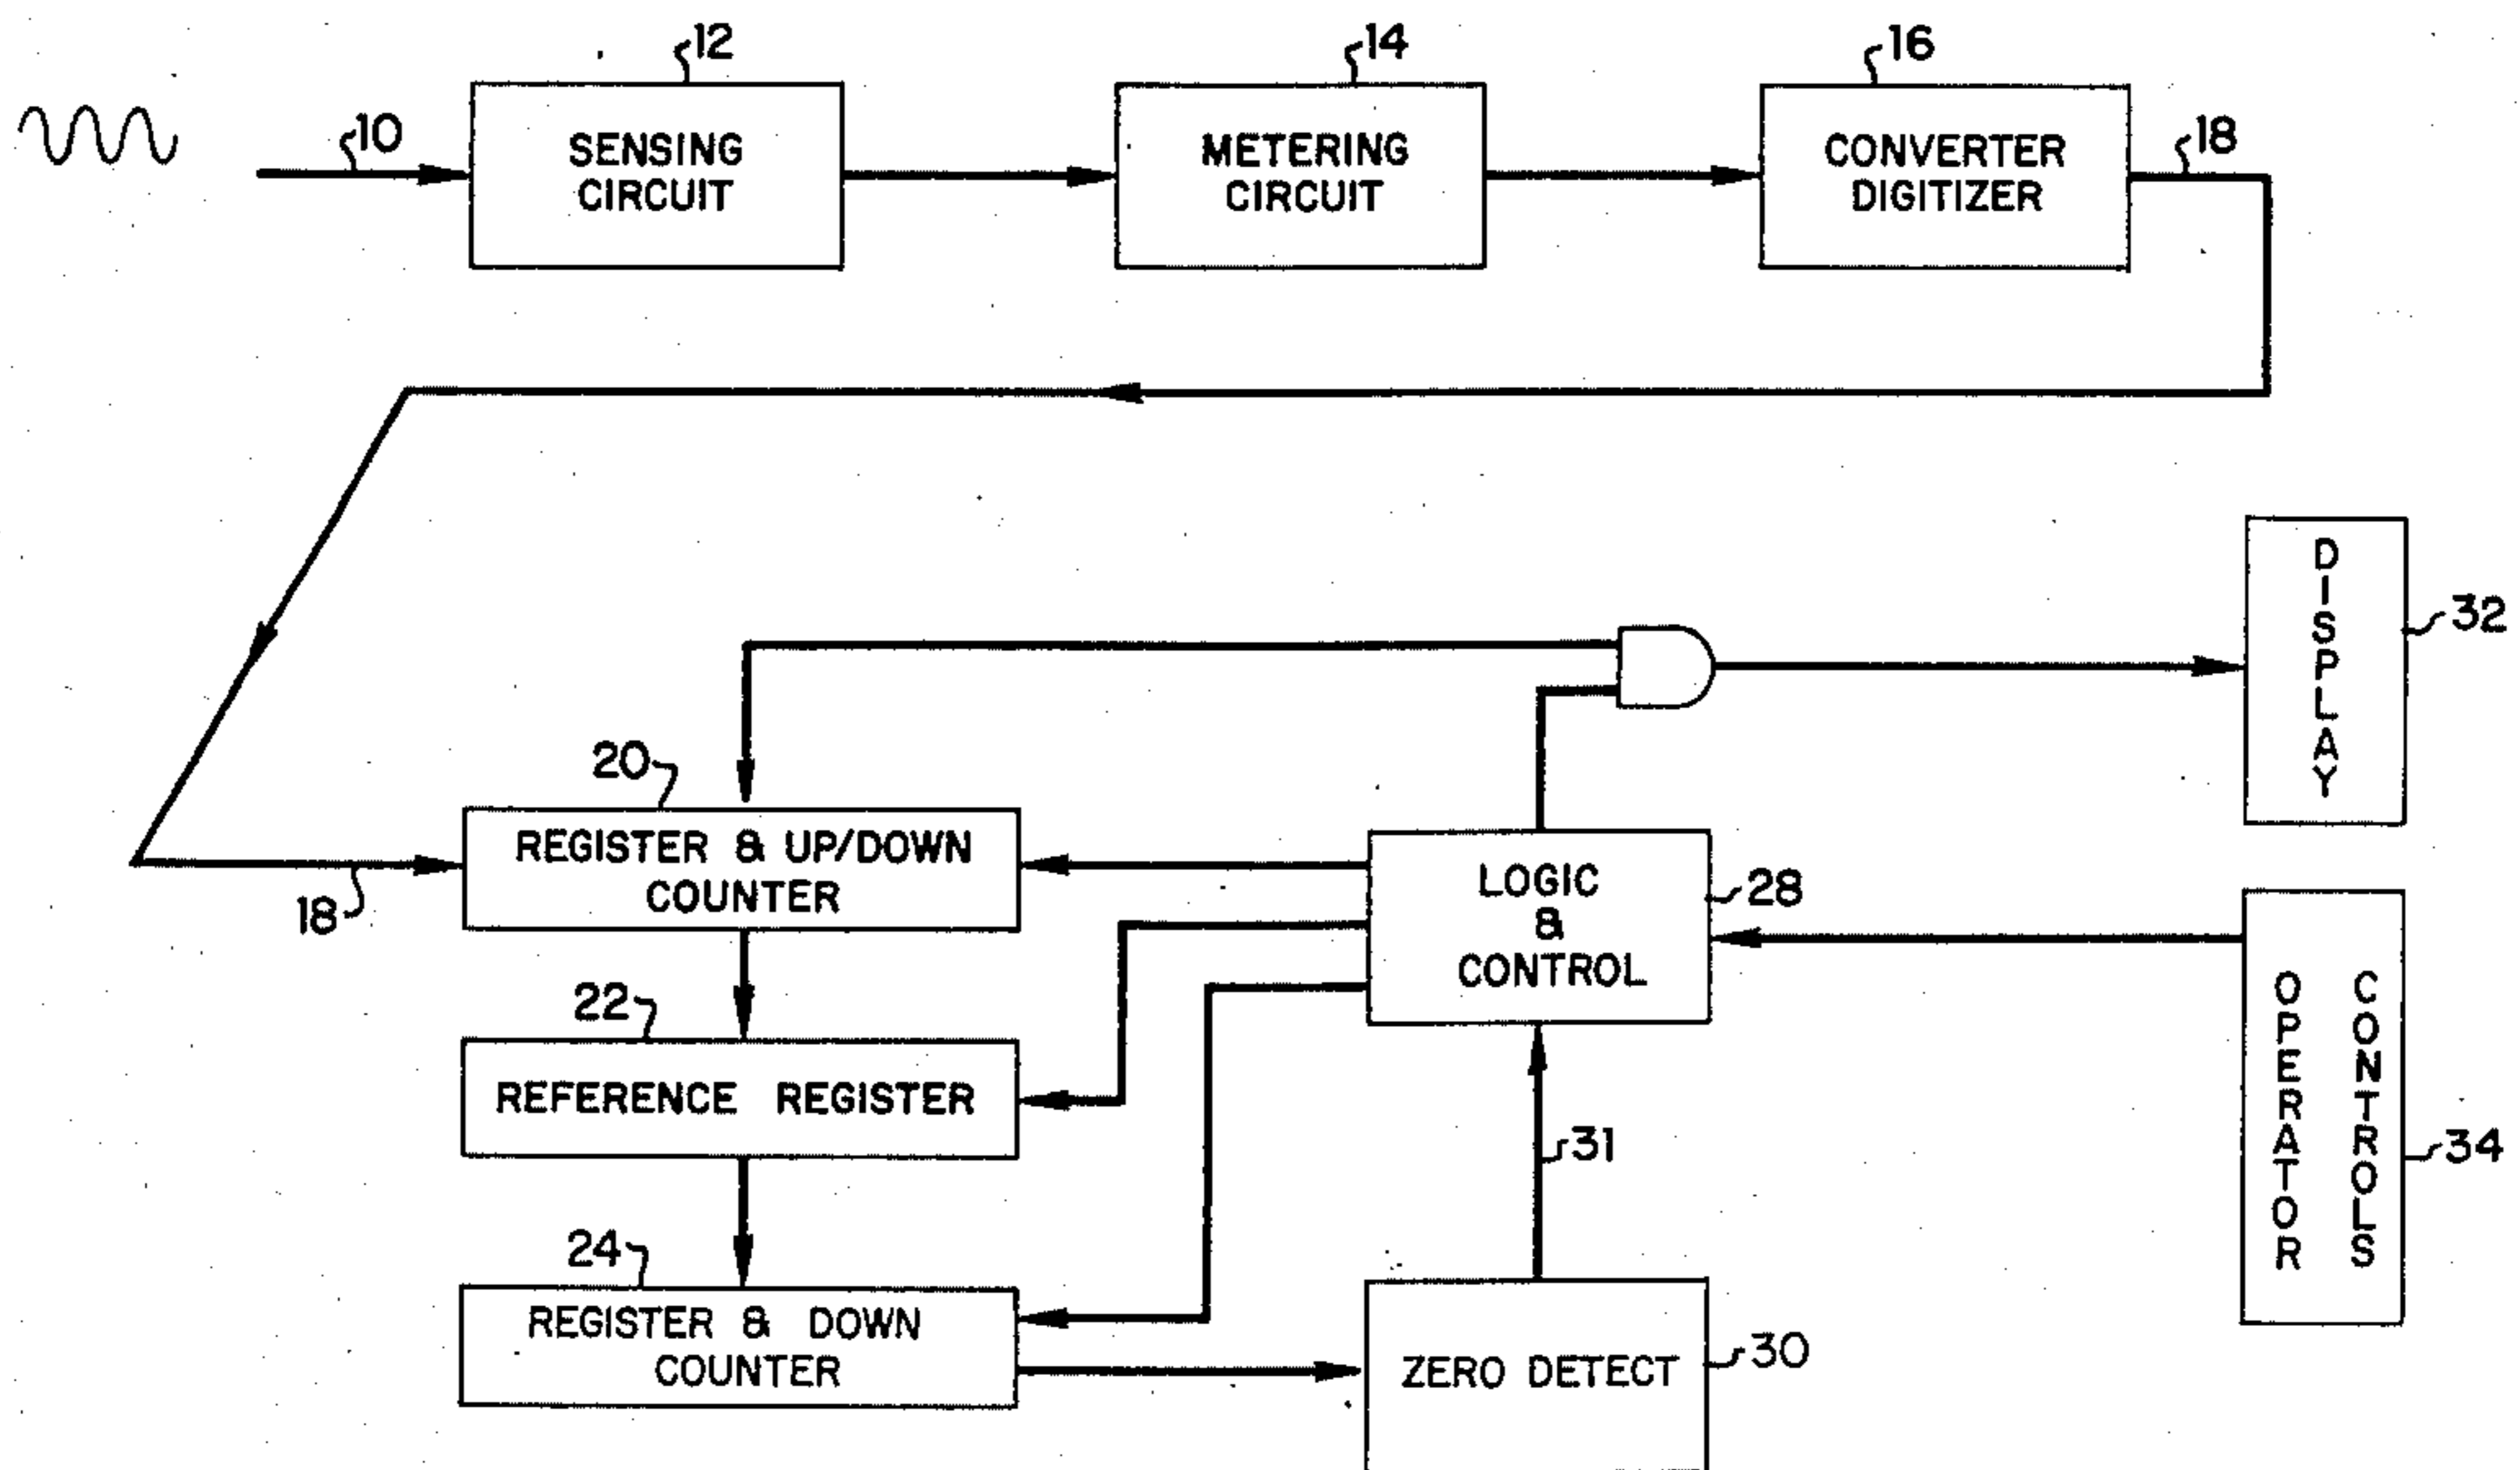 12
14
16
10
SENSING
CIRCUIT
METERING
CIRCUIT
CONVERTER
DIGITIZER
18
DISPLAY
32
20
REGISTER & UP/DOWN
COUNTER
18
LOGIC
&
CONTROL
28
22
REFERENCE REGISTER
31
OPERATOR
CONTROLS
34
24
REGISTER & DOWN
COUNTER
ZERO DETECT
30